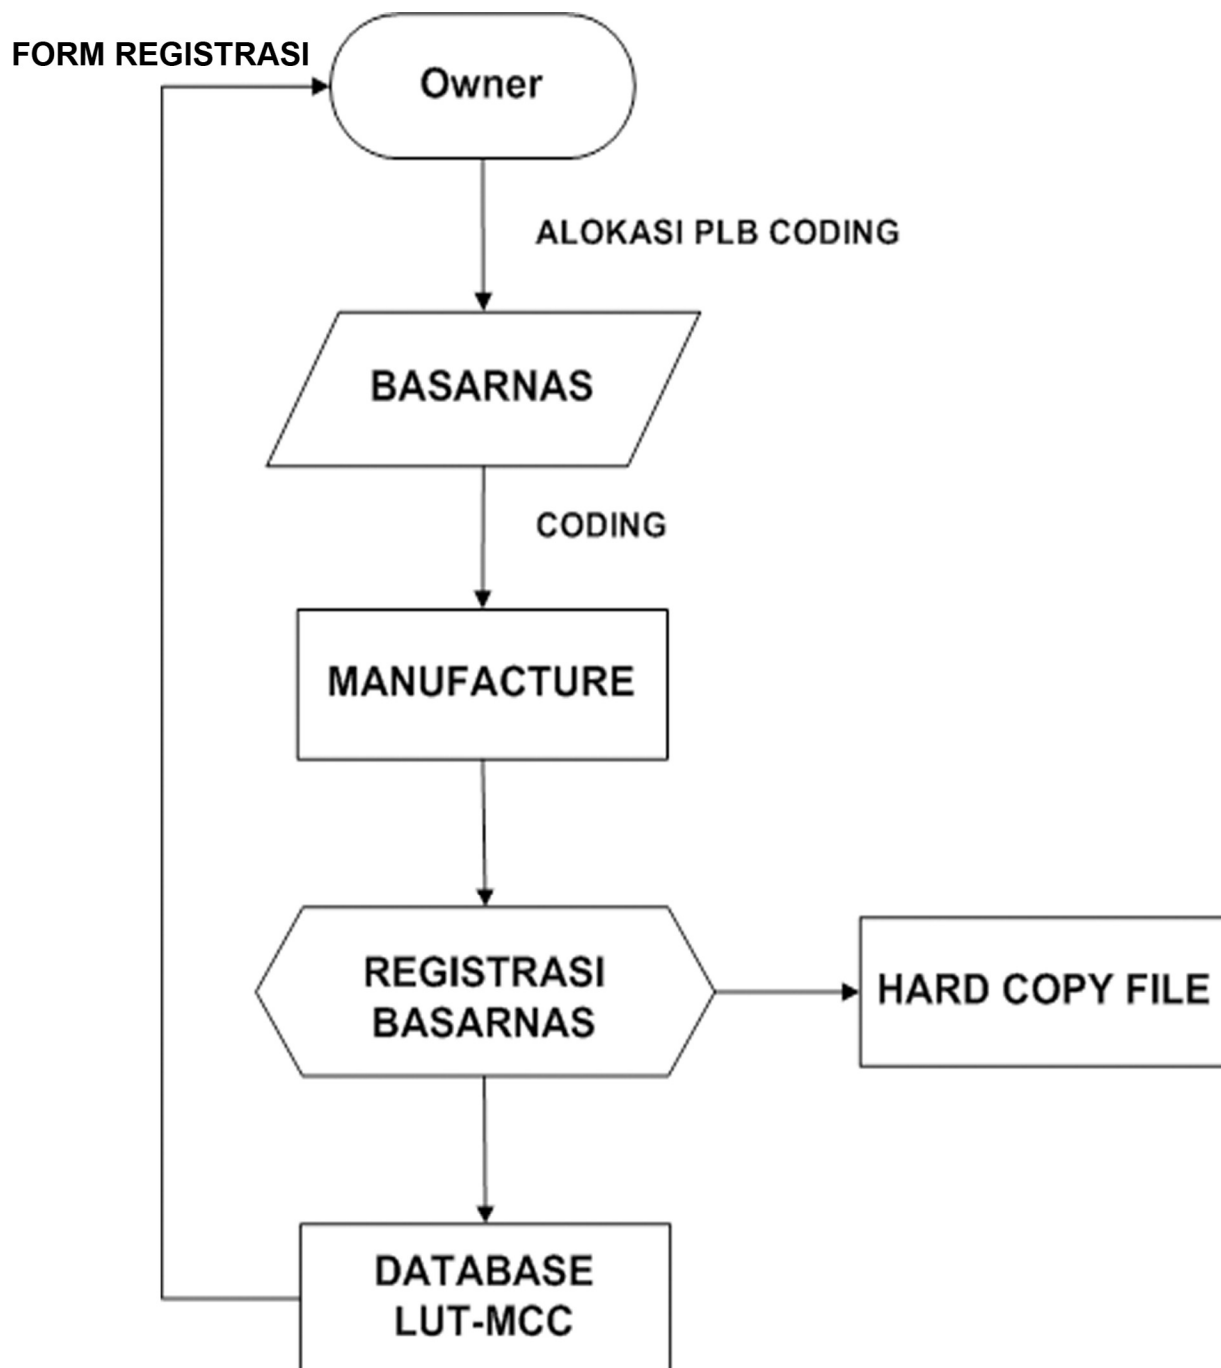 FORM REGISTRASI
Owner
ALOKASI PLB CODING
BASARNAS
CODING
MANUFACTURE
REGISTRASI
BASARNAS
HARD COPY FILE
DATABASE
LUT-MCC